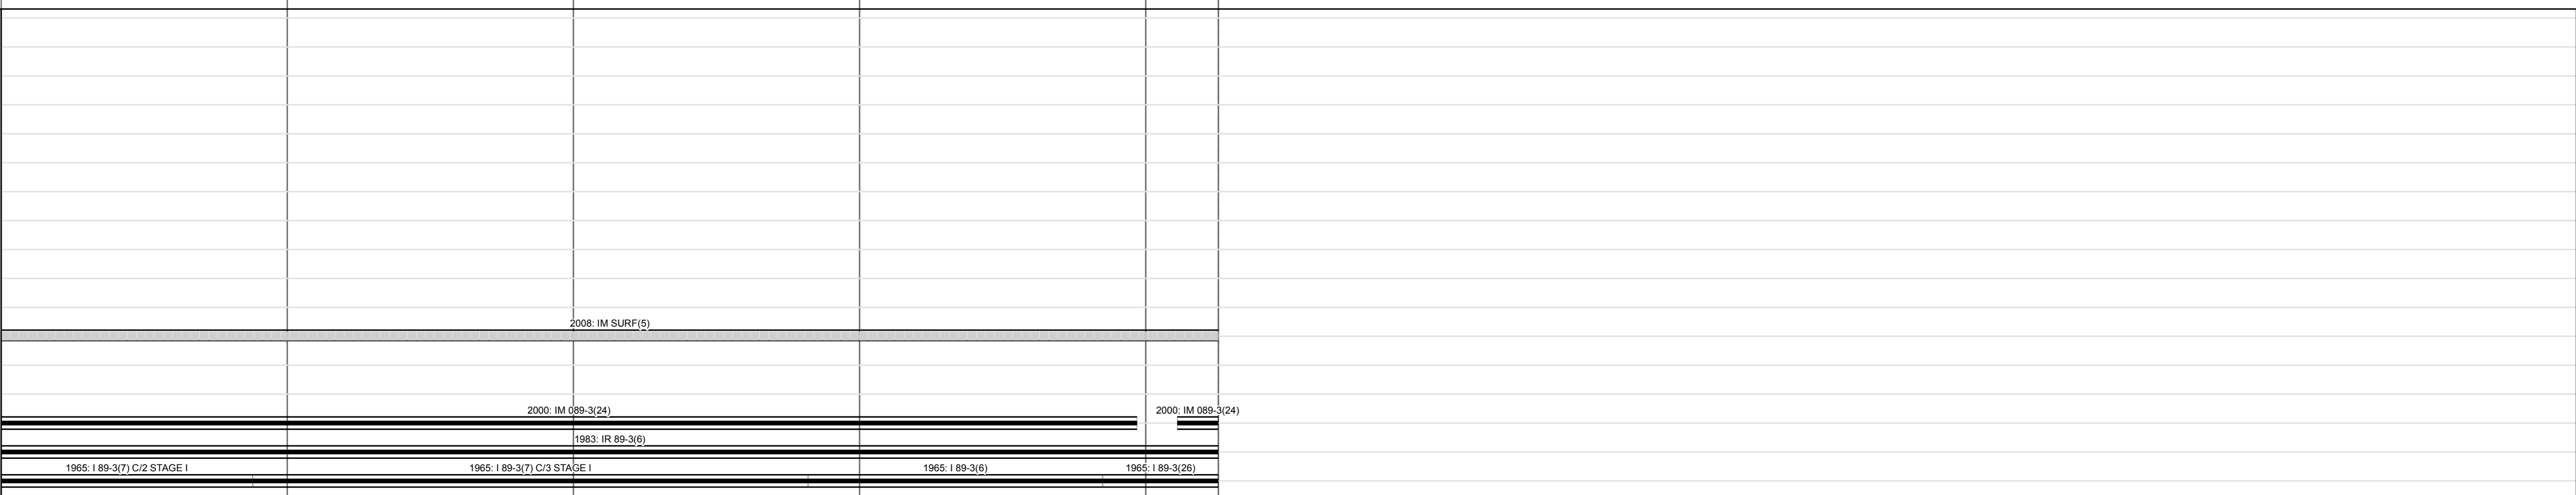 2008: IM SURF(5)
2000: IM 089-3(24) 2000: IM 089-3(24)
1983: IR 89-3(6)
1965: I 89-3(7) C/2 STAGE I 1965: I 89-3(7) C/3 STAGE I 1965: I 89-3(6) 1965: I 89-3(26)